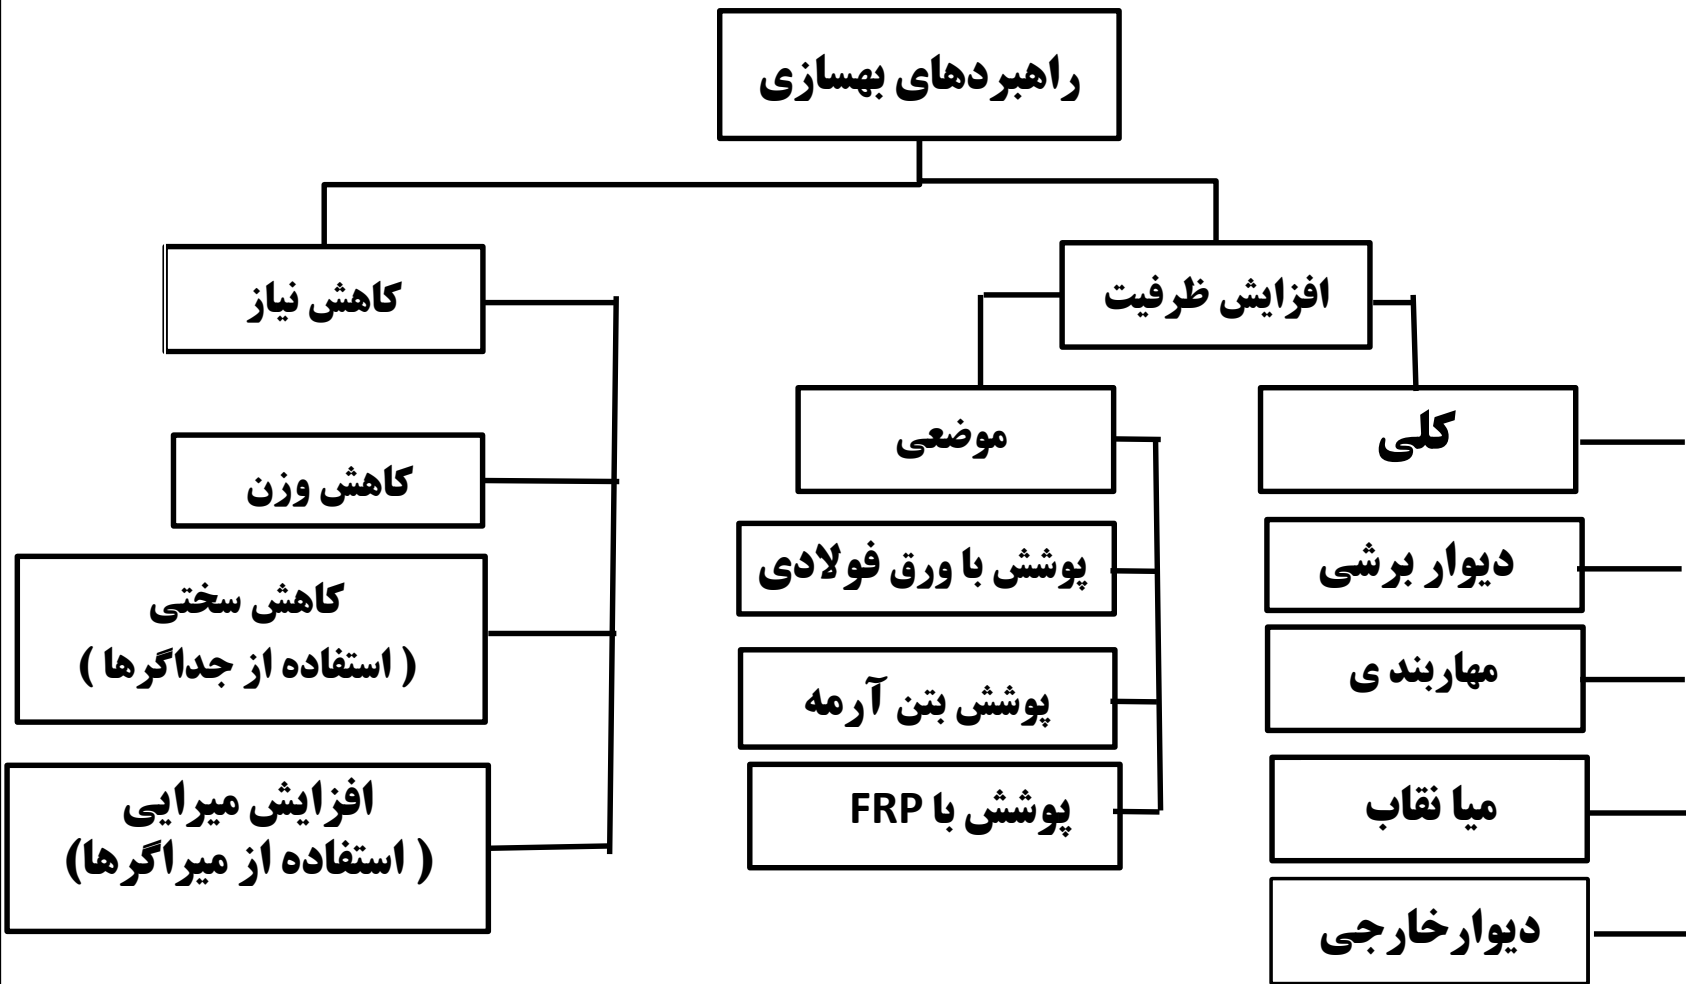 راهبردهای بهسازی
افزایش ظرفیت
کاهش نیاز
کلی
دیوار برشی
مهاربند ی
میا نقاب
دیوارخارجی
موضعی
پوشش با ورق فولادی
پوشش بتن آرمه
پوشش با FRP
کاهش وزن
کاهش سختی
( استفاده از جداگرها )
افزایش میرایی
( استفاده از میراگرها)